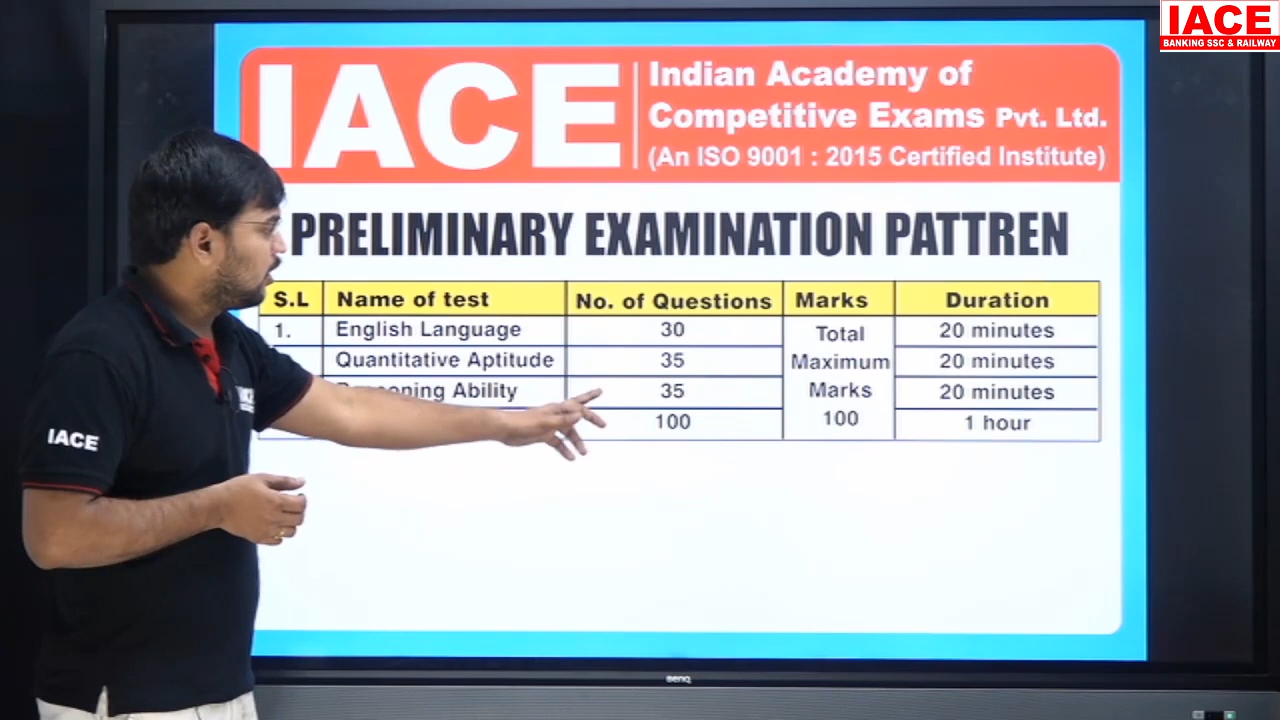 IACE
BANKING SSC & RAILWAY
IACE
Indian Academy of
Competitive Exams Pvt. Ltd.
(An ISO 9001 : 2015 Certified Institute)
PRELIMINARY EXAMINATION PATTREN
S.L Name of test No. of Questions Marks Duration
1. English Language 30 Total 20 minutes
Quantitative Aptitude 35 Maximum 20 minutes
Ability 35 Marks 20 minutes
100 100 1 hour
IACE
BenQ